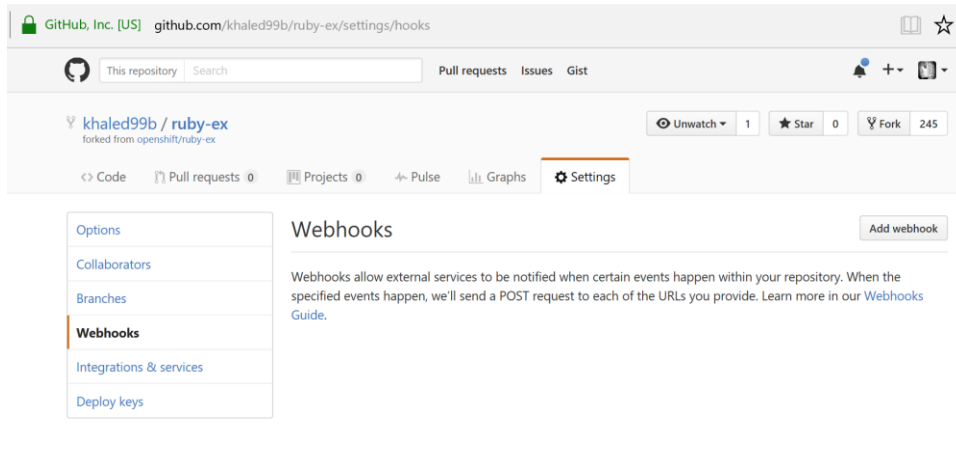 GitHub, Inc. [US] github.com/khaled99b/ruby-ex/settings/hooks
This repository Search Pull requests Issues Gist
khaled99b / ruby-ex Unwatch 1 Star 0 Fork 245
forked from openshift/ruby-ex
Code Pull requests 0 Projects 0 Pulse Graphs Settings
Options
Collaborators
Branches
Webhooks
Integrations & services
Deploy keys
Webhooks Add webhook
Webhooks allow external services to be notified when certain events happen within your repository. When the
specified events happen, we'll send a POST request to each of the URLs you provide. Learn more in our Webhooks
Guide.